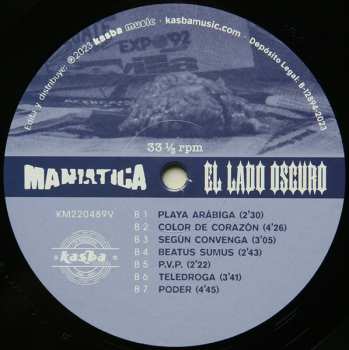 Edita y distribuye: ℗©2023 kasba music · kasbamusic.com · Depósito Legal: B-12894-2023
EXPO'92
33 ⅓ rpm
MANIATICA
EL LADO OSCURO
KM220469V
kasba
B 1 PLAYA ARÁBIGA (2'30)
B 2 COLOR DE CORAZÓN (4'26)
B 3 SEGÚN CONVENGA (3'05)
B 4 BEATUS SUMUS (2'43)
B 5 P.V.P. (2'22)
B 6 TELEDROGA (3'41)
B 7 PODER (4'45)